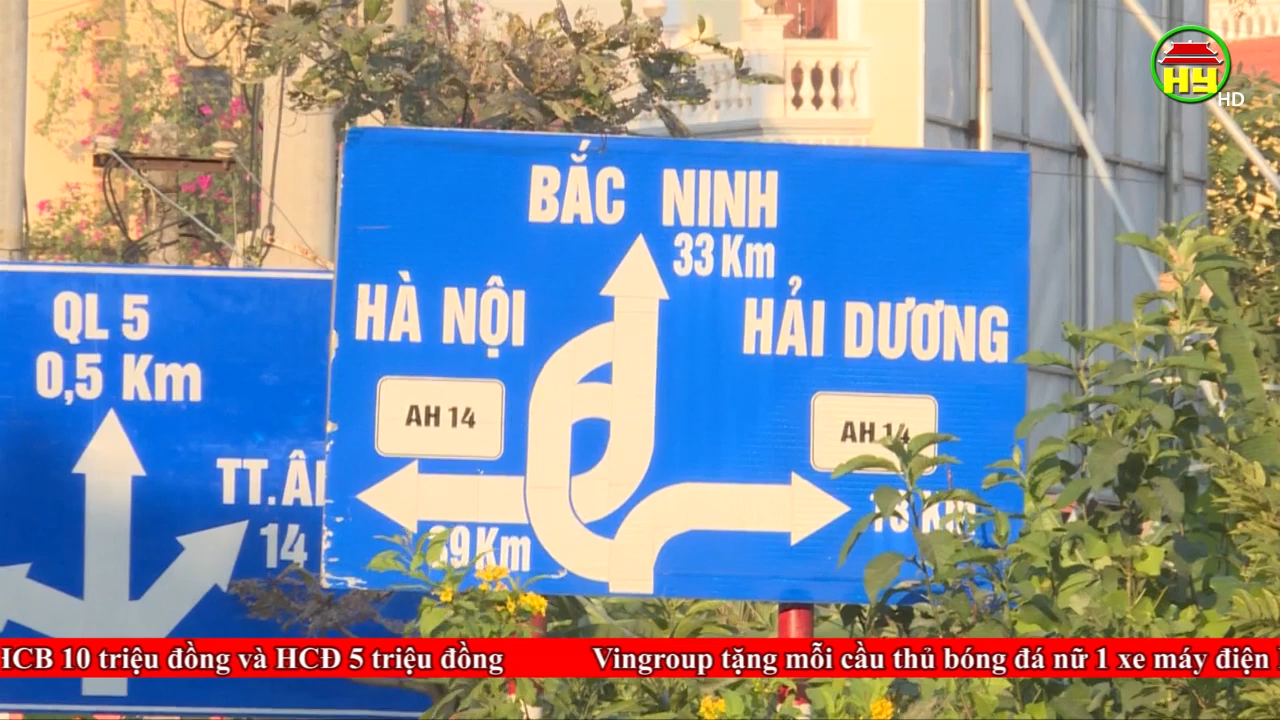 HY
HD
BẮC NINH
33 Km
HÀ NỘI
HẢI DƯƠNG
AH 14
AH 14
Km
Km
QL 5
0,5 Km
TT.
14
HCB 10 triệu đồng và HCĐ 5 triệu đồng
Vingroup tặng mỗi cầu thủ bóng đá nữ 1 xe máy điện